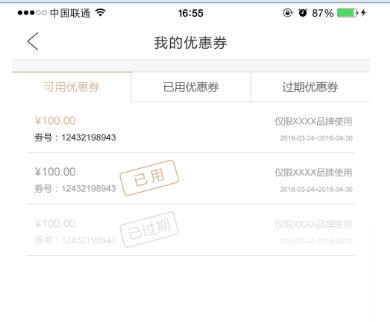 中国联通 16:55 87%
我的优惠券
可用优惠券 已用优惠券 过期优惠券
¥100.00 仅限XXXX品牌使用
券号：12432198943 2016-03-24~2016-04-30
¥100.00 已用 仅限XXXX品牌使用
券号：12432198943 2016-03-24~2016-04-30
¥100.00 已过期 仅限XXXX品牌使用
券号：12432198943 2016-03-24~2016-04-30